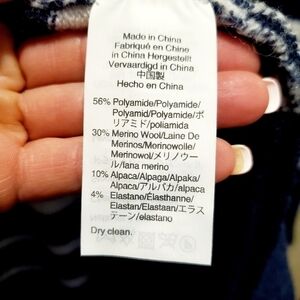 Made in China
Fabriqué en Chine
in China Hergestellt
Vervaardigd in China
中国製
Hecho en China
56% Polyamide/Polyamide/
Polyamid/Polyamide/ポ
リアミド/poliamida
30% Merino Wool/Laine De
Merinos/Merinowolle/
Merinowol/メリノウー
ル/lana merino
10% Alpaca/Alpaga/Alpaka/
Alpaca/アルパカ/alpaca
4% Elastane/Élasthanne/
Elastan/Elastaan/エラス
テーン/elastano
Dry clean.